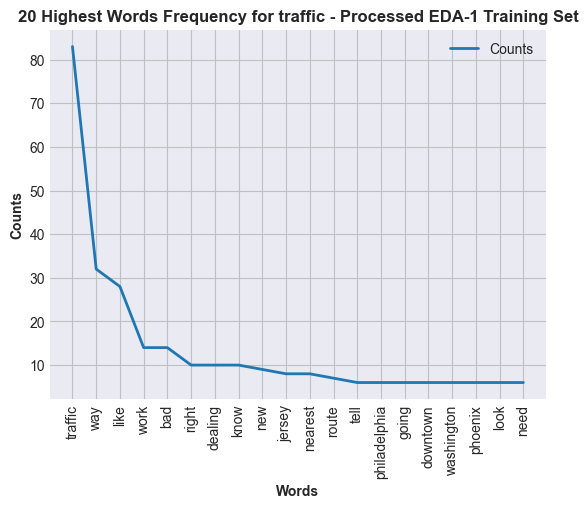 20 Highest Words Frequency for traffic - Processed EDA-1 Training Set
Counts
80
70
60
50
40
30
20
10
Counts
traffic
way
like
work
bad
right
dealing
know
new
jersey
nearest
route
tell
philadelphia
going
downtown
washington
phoenix
look
need
Words